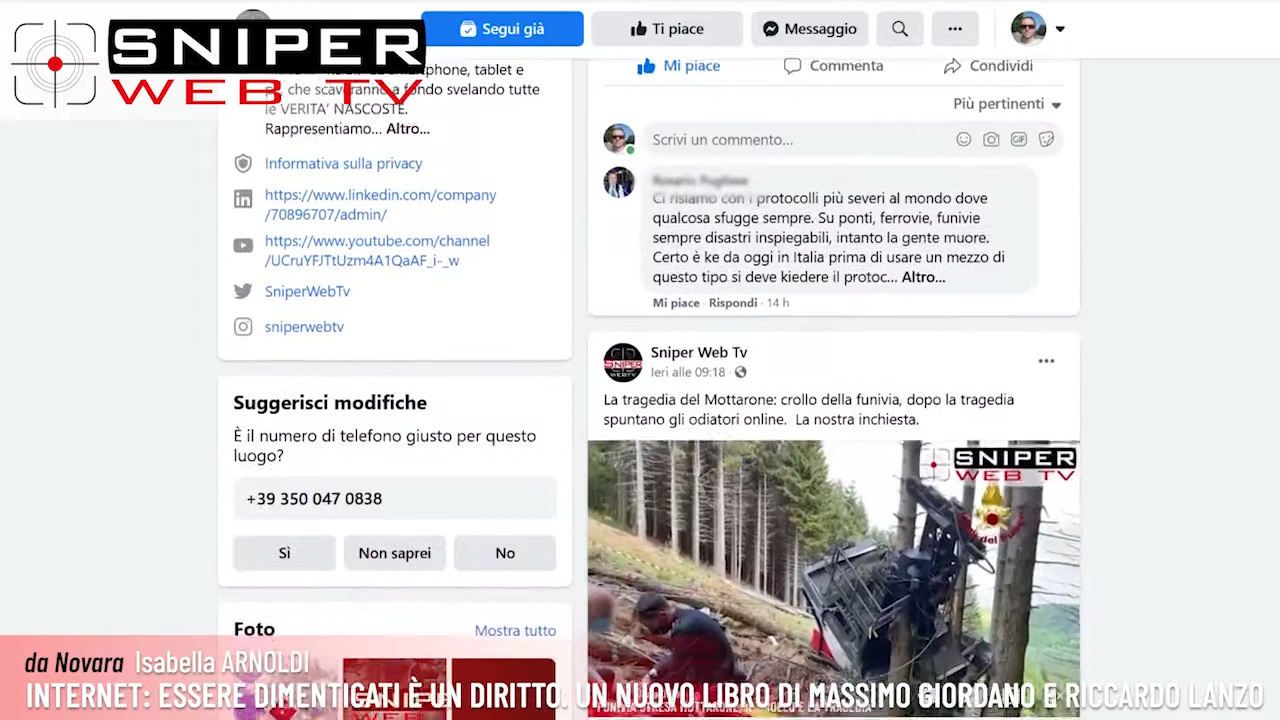 SNIPER
WEB TV
Segui già
Ti piace
Messaggio
phone, tablet e
che scaveranno a fondo svelando tutte
le VERITA' NASCOSTE.
Rappresentiamo... Altro...
Informativa sulla privacy
https://www.linkedin.com/company
/70896707/admin/
https://www.youtube.com/channel
/UCruYFJTtUzm4A1QaAF_i-_w
SniperWebTv
sniperwebtv
Suggerisci modifiche
È il numero di telefono giusto per questo
luogo?
+39 350 047 0838
Sì
Non saprei
No
Foto
Mostra tutto
Mi piace
Commenta
Condividi
Più pertinenti
Scrivi un commento...
GIF
Ci risiamo con i protocolli più severi al mondo dove
qualcosa sfugge sempre. Su ponti, ferrovie, funivie
sempre disastri inspiegabili, intanto la gente muore.
Certo è ke da oggi in Italia prima di usare un mezzo di
questo tipo si deve kiedere il protoc... Altro...
Mi piace · Rispondi · 14 h
Sniper Web Tv
Ieri alle 09:18
La tragedia del Mottarone: crollo della funivia, dopo la tragedia
spuntano gli odiatori online. La nostra inchiesta.
SNIPER
WEB TV
da Novara Isabella ARNOLDI
INTERNET: ESSERE DIMENTICATI È UN DIRITTO. UN NUOVO LIBRO DI MASSIMO GIORDANO E RICCARDO LANZO